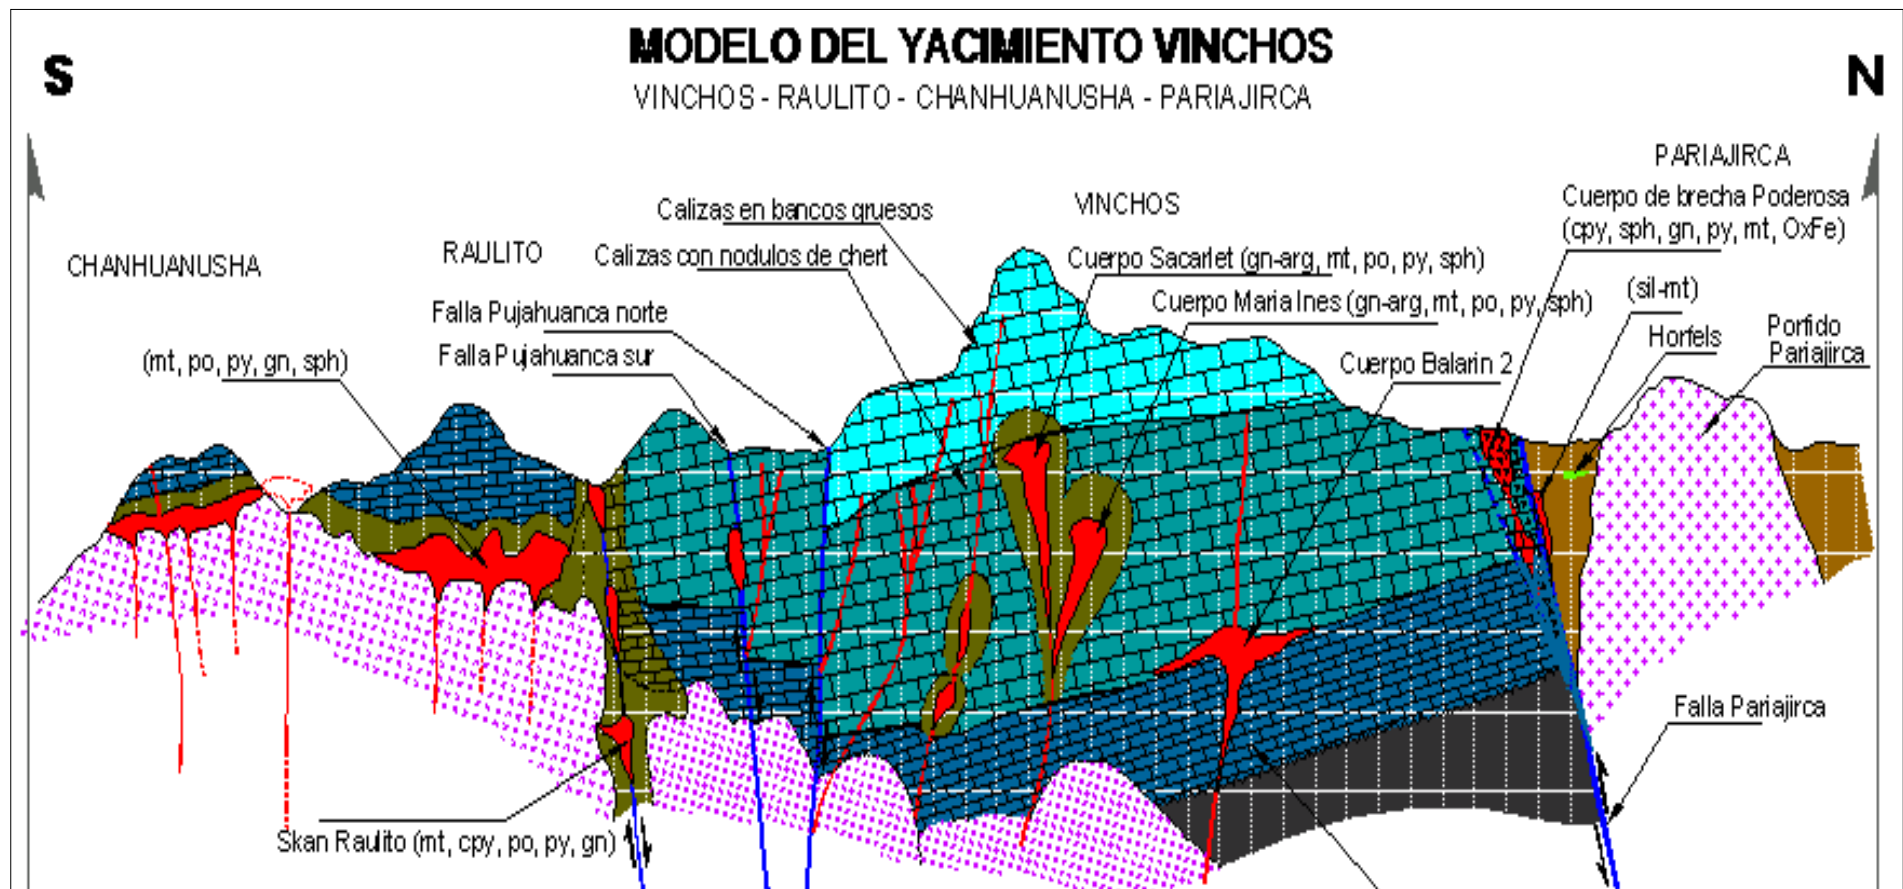 MODELO DEL YACIMIENTO VINCHOS
VINCHOS - RAULITO - CHANHUANUSHA - PARIAJIRCA
S
N
PARIAJIRCA
Cuerpo de brecha Poderosa
(cpy, sph, gn, py, mt, OxFe)
VINCHOS
Calizas en bancos gruesos
RAULITO
Calizas con nodulos de chert
CHANHUANUSHA
Cuerpo Sacarlet (gn-arg, mt, po, py, sph)
(sil-mt)
Cuerpo Maria Ines (gn-arg, mt, po, py, sph)
Falla Pujahuanca norte
Horfels
Porfido
Pariajirca
Falla Pujahuanca sur
(mt, po, py, gn, sph)
Cuerpo Balarin 2
Falla Pariajirca
Skan Raulito (mt, cpy, po, py, gn)